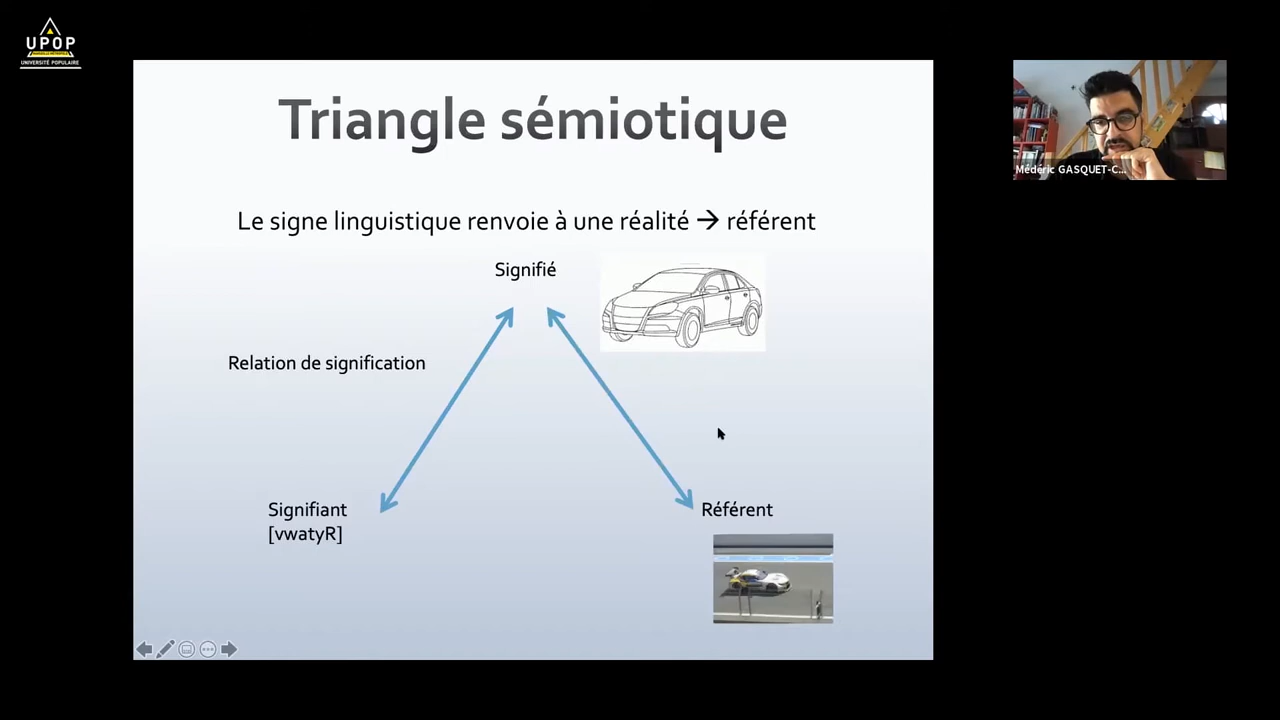 UPOP
UNIVERSITÉ POPULAIRE
Triangle sémiotique
Le signe linguistique renvoie à une réalité → référent
Signifié
Relation de signification
Signifiant
[vwatyR]
Référent
Médéric GASQUET-C...